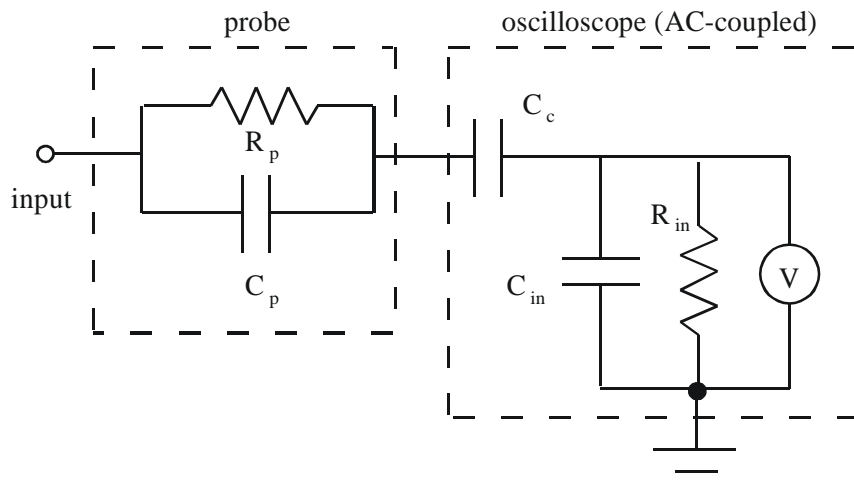 probe
oscilloscope (AC-coupled)
C c
R p
input
R in
C in
V
C p